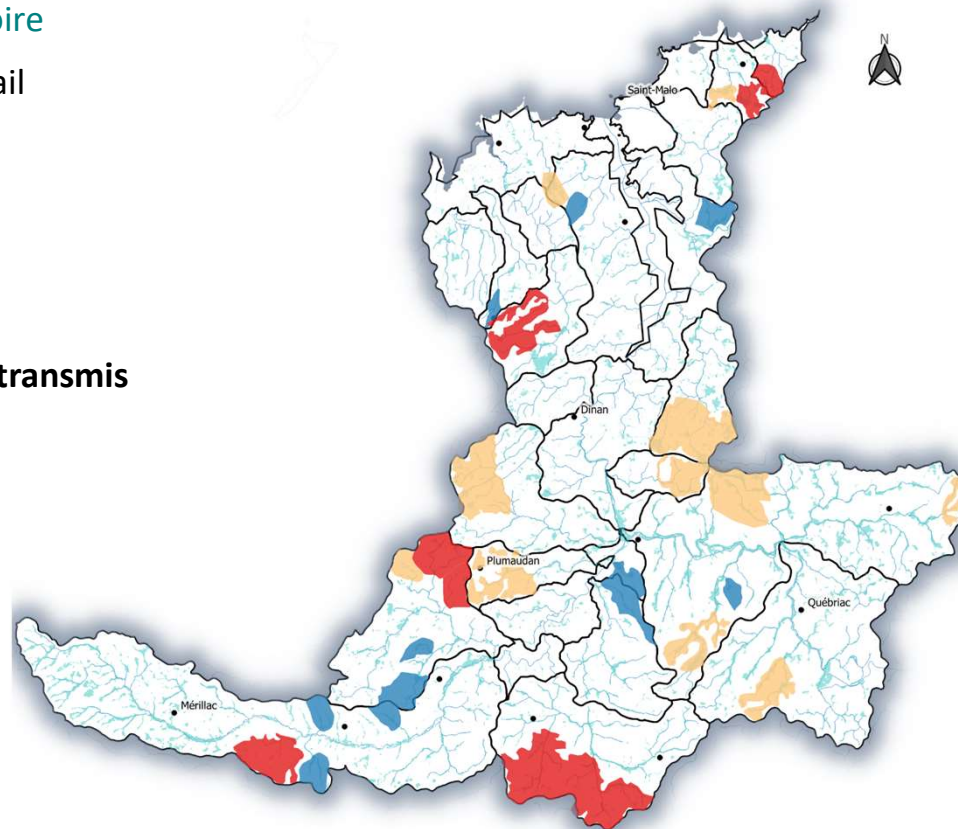 oire
ail
transmis
N
Saint-Malo
Dinan
Plumaudan
Québriac
Mérillac